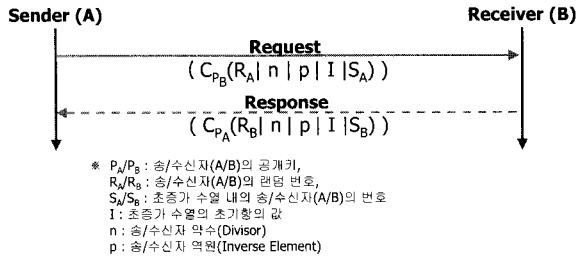 Sender (A) Receiver (B)
Request
( C_{P_B}(R_A| n | p | I |S_A) )
Response
( C_{P_A}(R_B| n | p | I |S_B) )
※ P_A/P_B : 송/수신자(A/B)의 공개키,
R_A/R_B : 송/수신자(A/B)의 랜덤 번호,
S_A/S_B : 초증가 수열 내의 송/수신자(A/B)의 번호
I : 초증가 수열의 초기항의 값
n : 송/수신자 약수(Divisor)
p : 송/수신자 역원(Inverse Element)